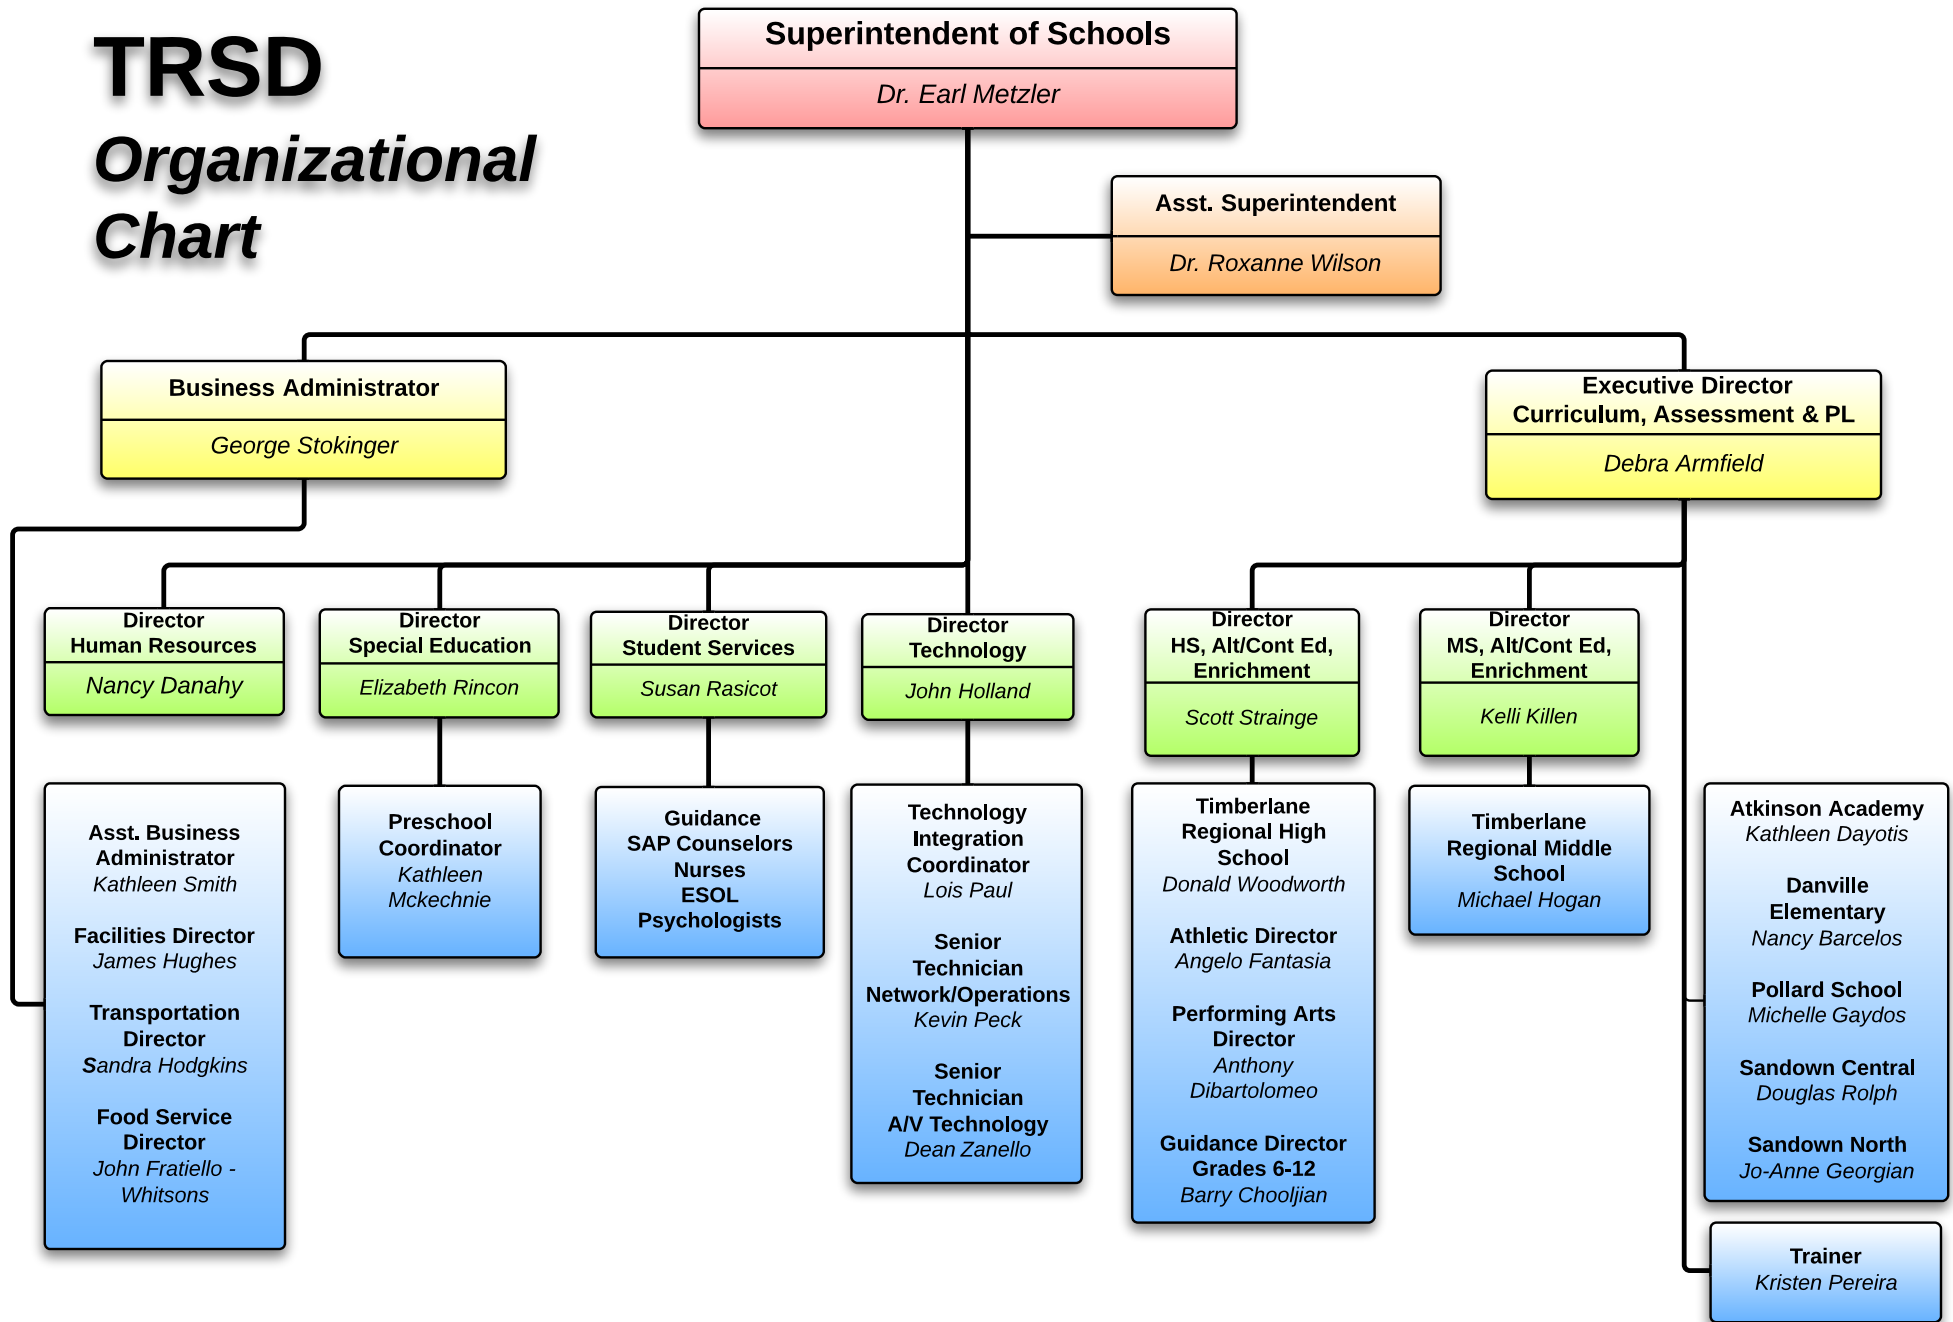 TRSD
Organizational
Chart
Superintendent of Schools
Dr. Earl Metzler
Asst. Superintendent
Dr. Roxanne Wilson
Business Administrator
George Stokinger
Executive Director
Curriculum, Assessment & PL
Debra Armfield
Director
Human Resources
Nancy Danahy
Director
Special Education
Elizabeth Rincon
Director
Student Services
Susan Rasicot
Director
Technology
John Holland
Director
HS, Alt/Cont Ed,
Enrichment
Scott Strainge
Director
MS, Alt/Cont Ed,
Enrichment
Kelli Killen
Asst. Business
Administrator
Kathleen Smith
Facilities Director
James Hughes
Transportation
Director
Sandra Hodgkins
Food Service
Director
John Fratiello -
Whitsons
Preschool
Coordinator
Kathleen
Mckechnie
Guidance
SAP Counselors
Nurses
ESOL
Psychologists
Technology
Integration
Coordinator
Lois Paul
Senior
Technician
Network/Operations
Kevin Peck
Senior
Technician
A/V Technology
Dean Zanello
Timberlane
Regional High
School
Donald Woodworth
Athletic Director
Angelo Fantasia
Performing Arts
Director
Anthony
Dibartolomeo
Guidance Director
Grades 6-12
Barry Chooljian
Timberlane
Regional Middle
School
Michael Hogan
Atkinson Academy
Kathleen Dayotis
Danville
Elementary
Nancy Barcelos
Pollard School
Michelle Gaydos
Sandown Central
Douglas Rolph
Sandown North
Jo-Anne Georgian
Trainer
Kristen Pereira